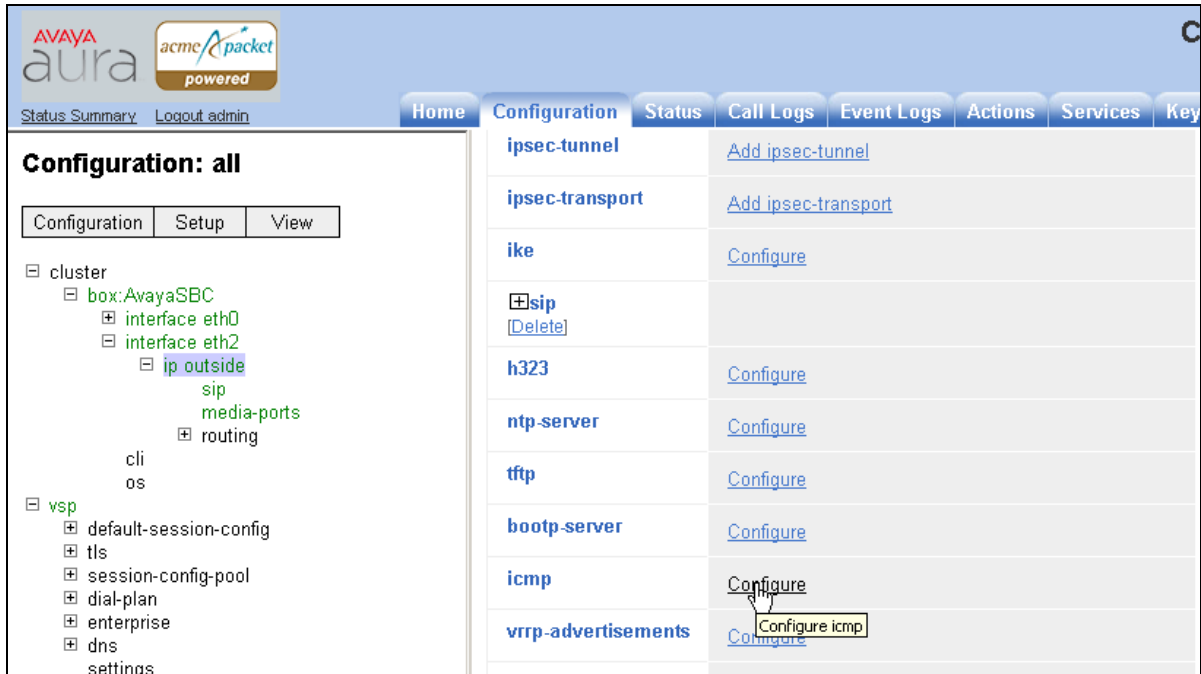 AVAYA
aura
acme packet
powered
C
Status Summary Logout admin
Home Configuration Status Call Logs Event Logs Actions Services Key
Configuration: all
Configuration Setup View
cluster
box:AvayaSBC
interface eth0
interface eth2
ip outside
sip
media-ports
routing
cli
os
vsp
default-session-config
tls
session-config-pool
dial-plan
enterprise
dns
settings
ipsec-tunnel Add ipsec-tunnel
ipsec-transport Add ipsec-transport
ike Configure
sip
[Delete]
h323 Configure
ntp-server Configure
tftp Configure
bootp-server Configure
icmp Configure
Configure icmp
vrrp-advertisements Configure